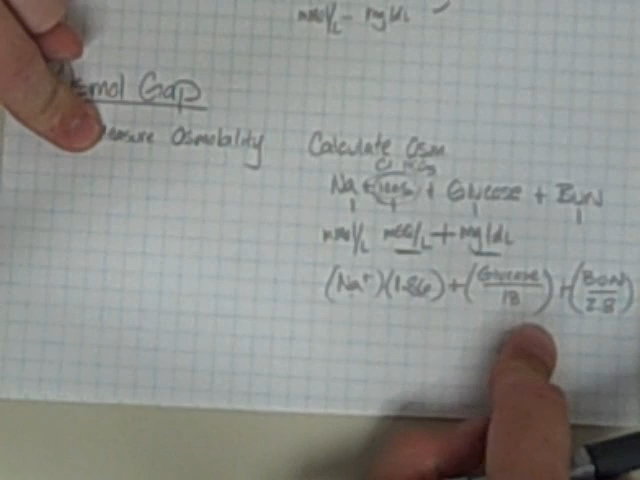 mmol/L - mg/dL
Osmol Gap
Measure Osmobility
Calculate Osm
Cl HCO3
Na + + Glucose + BUN
mmol/L mEq/L + mg/dL
(Na+)(1.86) + (Glucose/18) + (BUN/2.8)